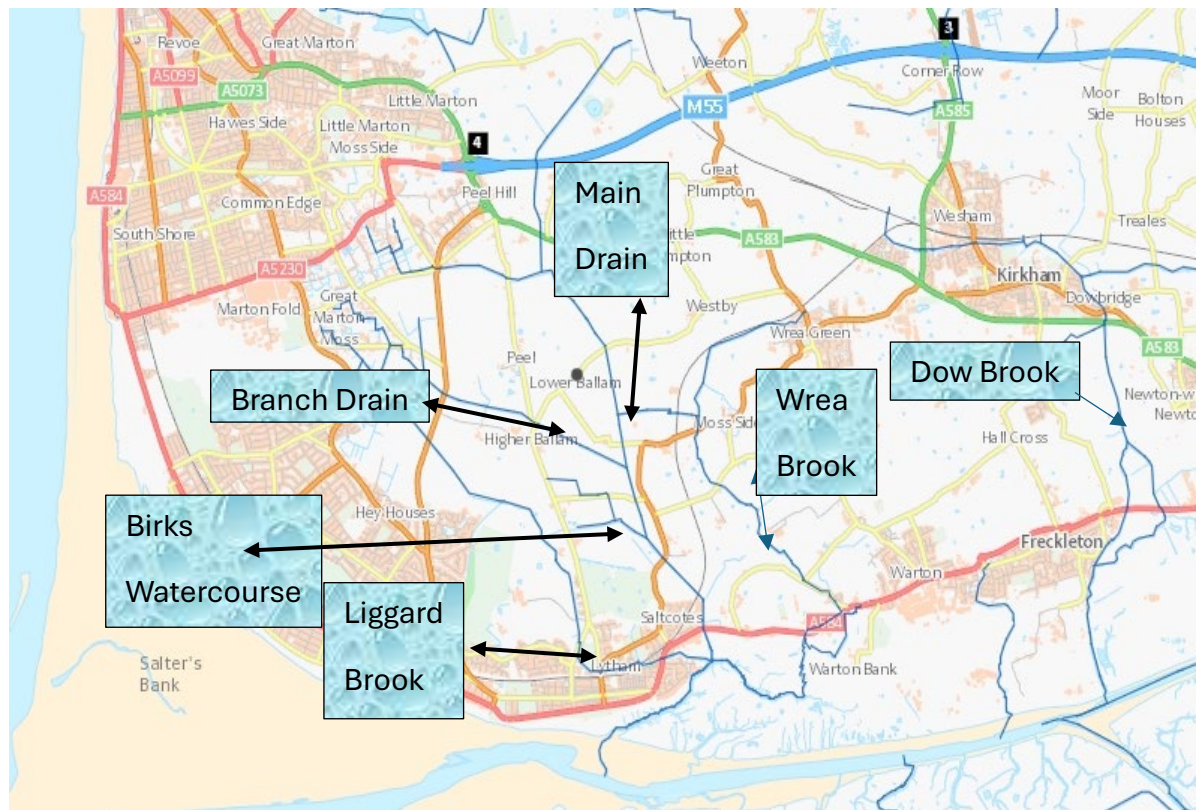 Revoe
Great Marton
A5099
A5073
Hawes Side
Little Marton
Little Marton
Moss Side
4
Weeton
M55
3
Corner Row
A585
Moor
Side
Bolton
Houses
A584
Common Edge
Peel Hill
Great
Plumpton
Wesham
Treales
South Shore
A5230
Main
Drain
Little
mpton
A583
Kirkham
Dowbridge
Marton Fold
Great
Marton
Moss
Westby
Wrea Green
A583
Peel
Lower Ballam
Branch Drain
Higher Ballam
Moss Side
Wrea
Brook
Dow Brook
Newton-w
Newto
Hall Cross
Birks
Watercourse
Hey Houses
Freckleton
Warton
Liggard
Brook
Saltcotes
A584
Lytham
Warton Bank
Salter's
Bank